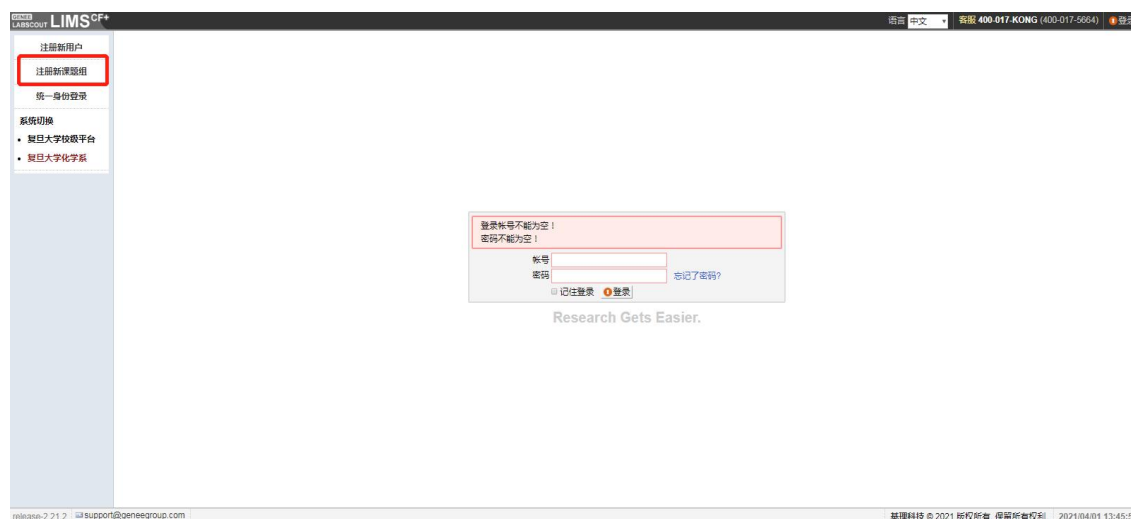 GENEE
LABSCOUT LIMS CF+
语言 中文 客服 400-017-KONG (400-017-5664) 登录
注册新用户
注册新课题组
统一身份登录
系统切换
• 复旦大学校级平台
• 复旦大学化学系
登录帐号不能为空！
密码不能为空！
帐号
密码 忘记了密码?
记住登录 登录
Research Gets Easier.
release-2.21.2 support@geneegroup.com 基理科技 © 2021 版权所有 保留所有权利 2021/04/01 13:45:5